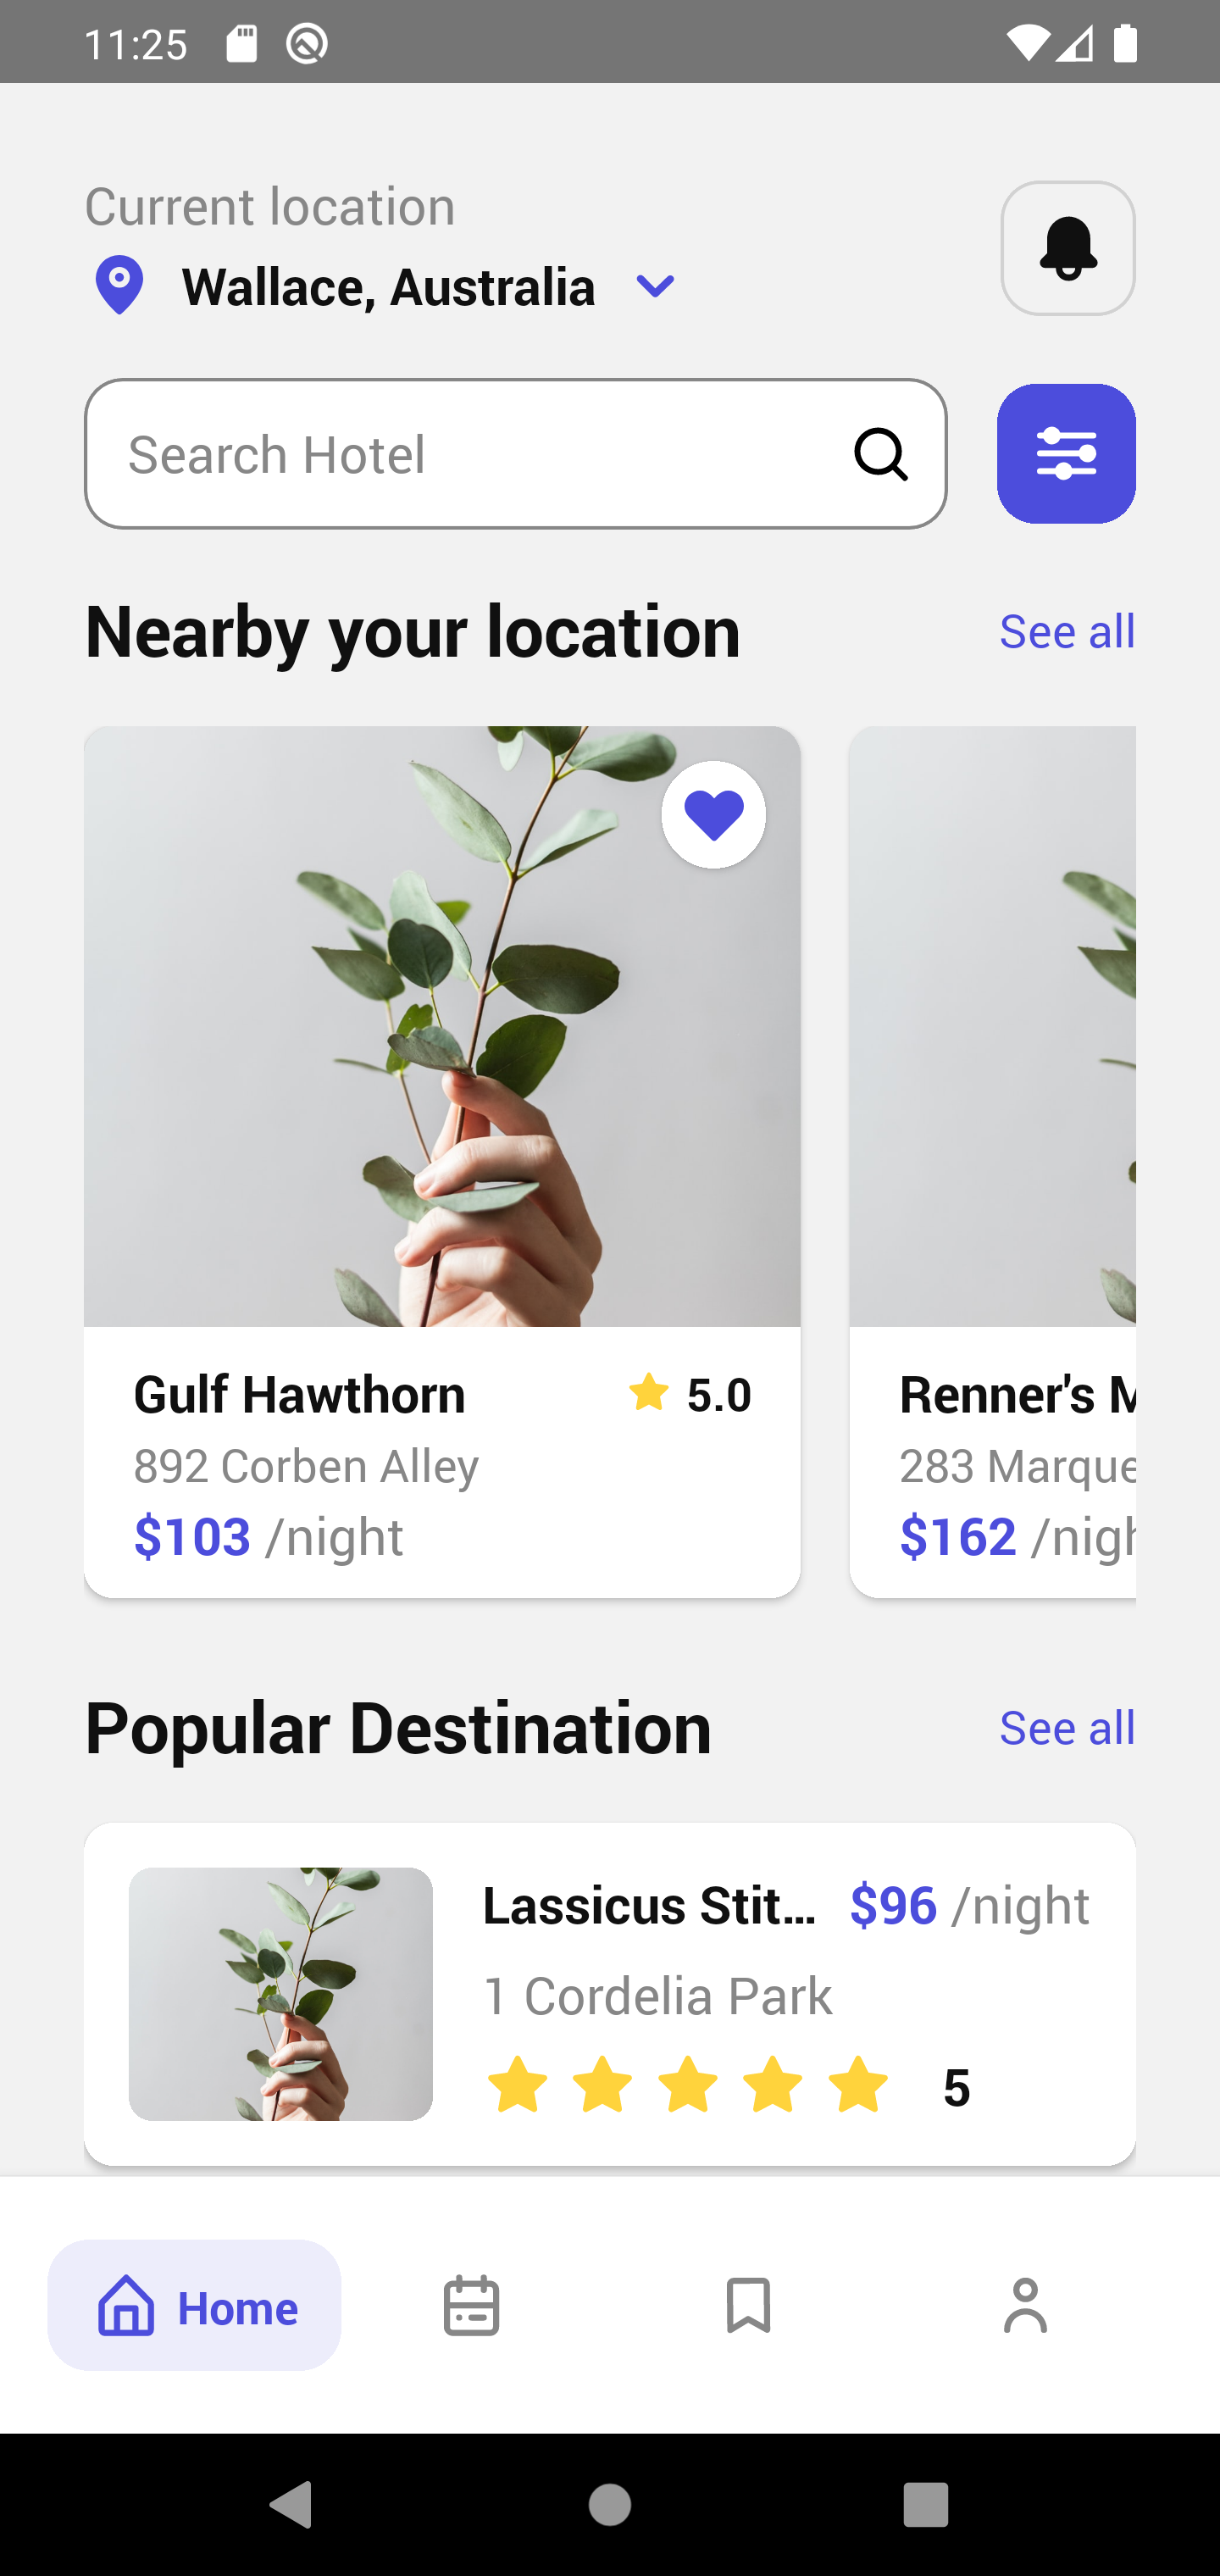 11:25
Current location
Wallace, Australia
Search Hotel
Nearby your location See all
Gulf Hawthorn 5.0
892 Corben Alley
$103 /night
Renner's M
283 Marque
$162 /nigh
Popular Destination See all
Lassicus Stit... $96 /night
1 Cordelia Park
5
Home